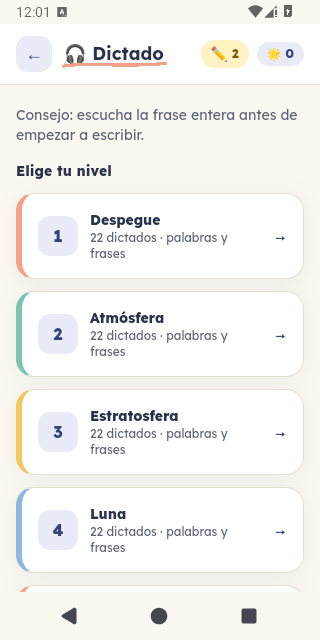 12:01
A
←
🎧 Dictado
✏️ 2
🌟 0
Consejo: escucha la frase entera antes de
empezar a escribir.
Elige tu nivel
1
Despegue
22 dictados · palabras y
frases
→
2
Atmósfera
22 dictados · palabras y
frases
→
3
Estratosfera
22 dictados · palabras y
frases
→
4
Luna
22 dictados · palabras y
frases
→